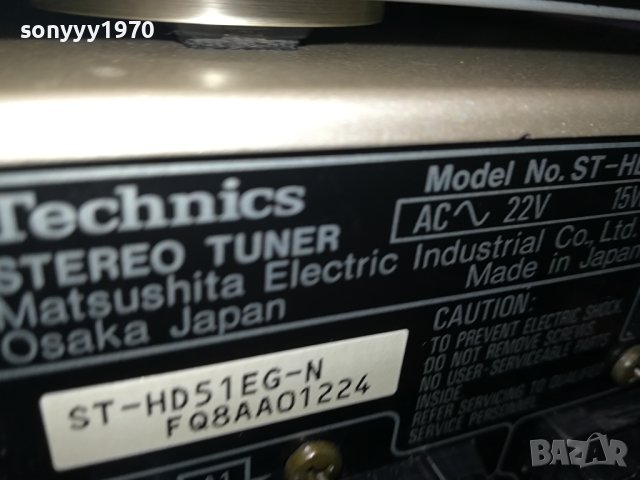 sonyyy1970
Technics
Model No. ST-HD
STEREO TUNER
AC 22V 15
Matsushita Electric Industrial Co., Ltd.
Osaka Japan
Made in Japan
CAUTION:
TO PREVENT ELECTRIC SHOCK
DO NOT REMOVE SCREWS.
NO USER-SERVICEABLE PARTS
INSIDE
REFER SERVICING TO QUALIFIED
SERVICE PERSONNEL.
ST-HD51EG-N
FQ8AA01224
BAZAR